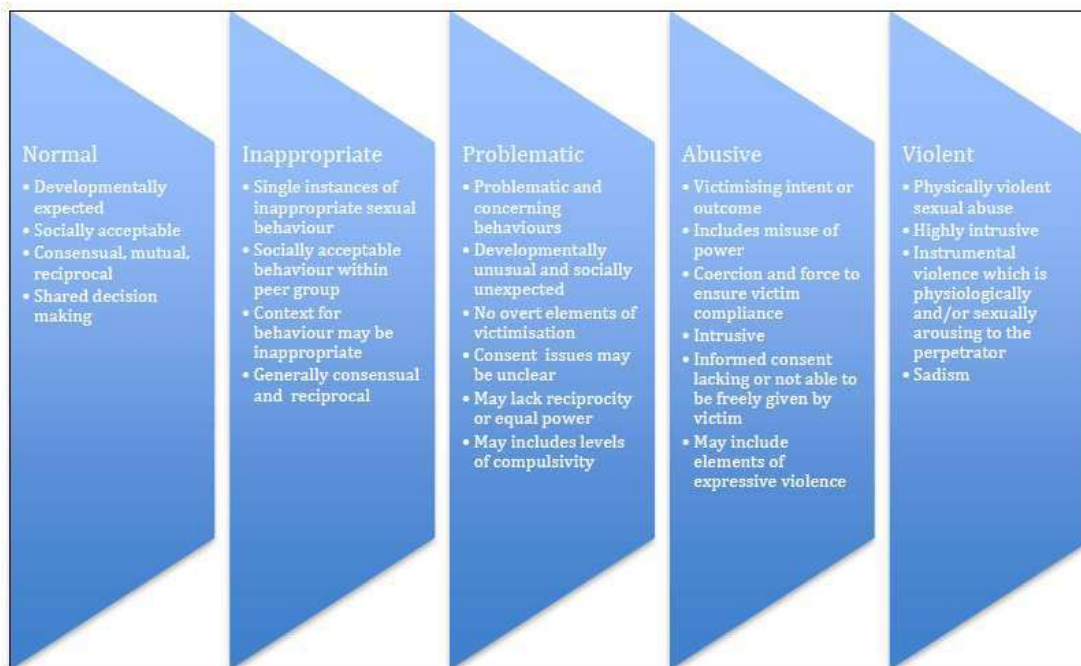 Normal
• Developmentally
expected
• Socially acceptable
• Consensual, mutual,
reciprocal
• Shared decision
making
Inappropriate
• Single instances of
inappropriate sexual
behaviour
• Socially acceptable
behaviour within
peer group
• Context for
behaviour may be
inappropriate
• Generally consensual
and reciprocal
Problematic
• Problematic and
concerning
behaviours
• Developmentally
unusual and socially
unexpected
• No overt elements of
victimisation
• Consent issues may
be unclear
• May lack reciprocity
or equal power
• May includes levels
of compulsivity
Abusive
• Victimising intent or
outcome
• Includes misuse of
power
• Coercion and force to
ensure victim
compliance
• Intrusive
• Informed consent
lacking or not able to
be freely given by
victim
• May include
elements of
expressive violence
Violent
• Physically violent
sexual abuse
• Highly intrusive
• Instrumental
violence which is
physiologically
and/or sexually
arousing to the
perpetrator
• Sadism